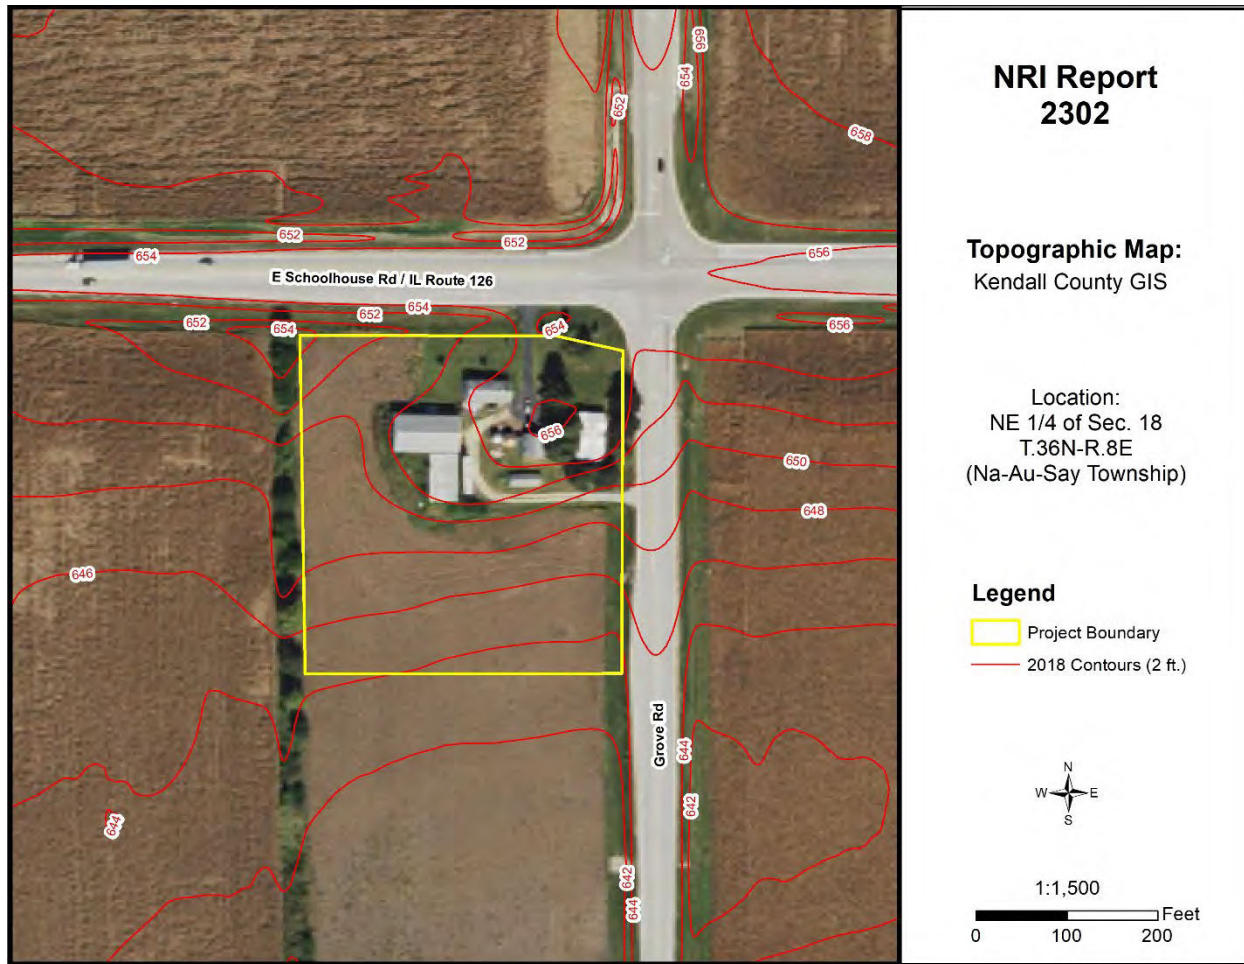 656
654
652
658
652
652
654
656
E Schoolhouse Rd / IL Route 126
654
652
652
654
654
656
656
650
648
646
644
644
642
642
644
Grove Rd
NRI Report
2302
Topographic Map:
Kendall County GIS
Location:
NE 1/4 of Sec. 18
T.36N-R.8E
(Na-Au-Say Township)
Legend
Project Boundary
2018 Contours (2 ft.)
N
W E
S
1:1,500
Feet
0 100 200